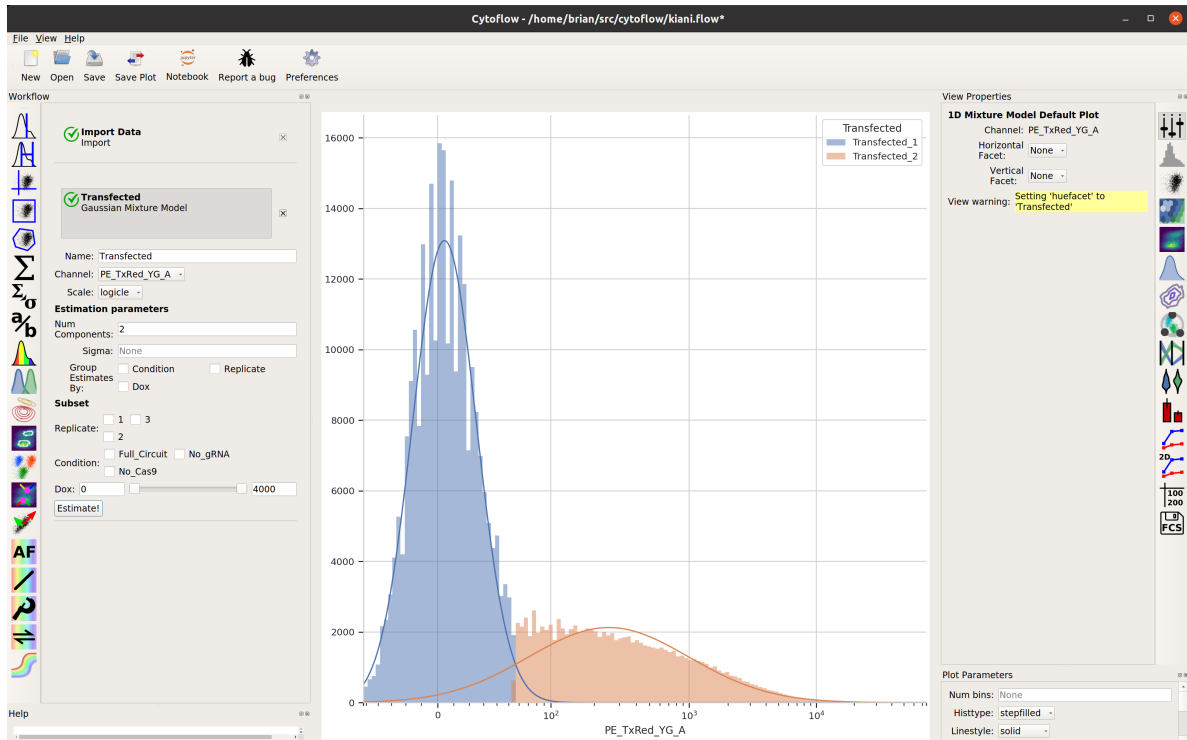 Cytoflow - /home/brian/src/cytoflow/kiani.flow*
File View Help
New Open Save Save Plot Notebook Report a bug Preferences
Workflow
Import Data
Import
Transfected
Gaussian Mixture Model
Name: Transfected
Channel: PE_TxRed_YG_A
Scale: logicle
Estimation parameters
Num
Components: 2
Sigma: None
Group
Estimates
By:
Condition Replicate
Dox
Subset
Replicate: 1 3
2
Condition: Full_Circuit No_gRNA
No_Cas9
Dox: 0 4000
Estimate!
Help
Σ
Σ,σ
a/b
AF
16000
14000
12000
10000
8000
6000
4000
2000
0
0 10² 10³ 10⁴
PE_TxRed_YG_A
Transfected
Transfected_1
Transfected_2
View Properties
1D Mixture Model Default Plot
Channel: PE_TxRed_YG_A
Horizontal
Facet: None
Vertical
Facet: None
View warning: Setting 'huefacet' to
'Transfected'
Plot Parameters
Num bins: None
Histtype: stepfilled
Linestyle: solid
2D
100
200
FCS